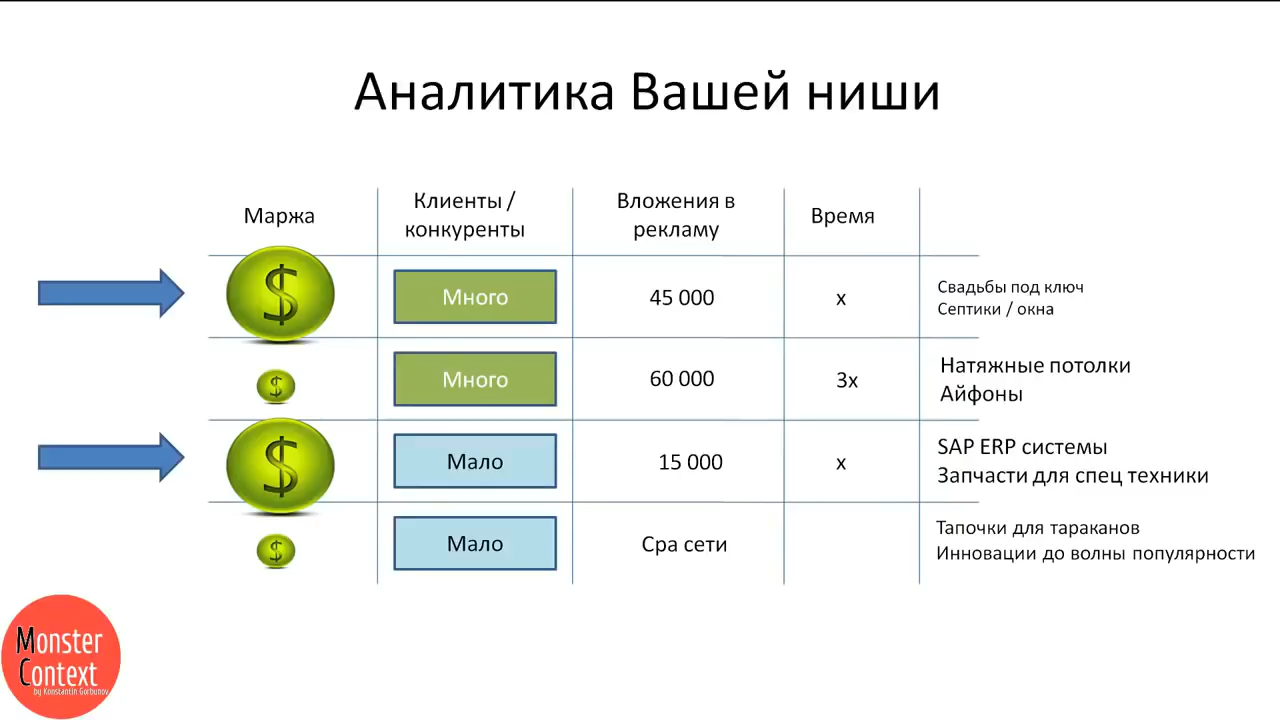 Аналитика Вашей ниши
Маржа
Клиенты /
конкуренты
Вложения в
рекламу
Время
$
Много
45 000
х
Свадьбы под ключ
Септики / окна
$
Много
60 000
3х
Натяжные потолки
Айфоны
$
Мало
15 000
х
SAP ERP системы
Запчасти для спец техники
$
Мало
Сра сети
Тапочки для тараканов
Инновации до волны популярности
Monster
Context
by Konstantin Gorbunov